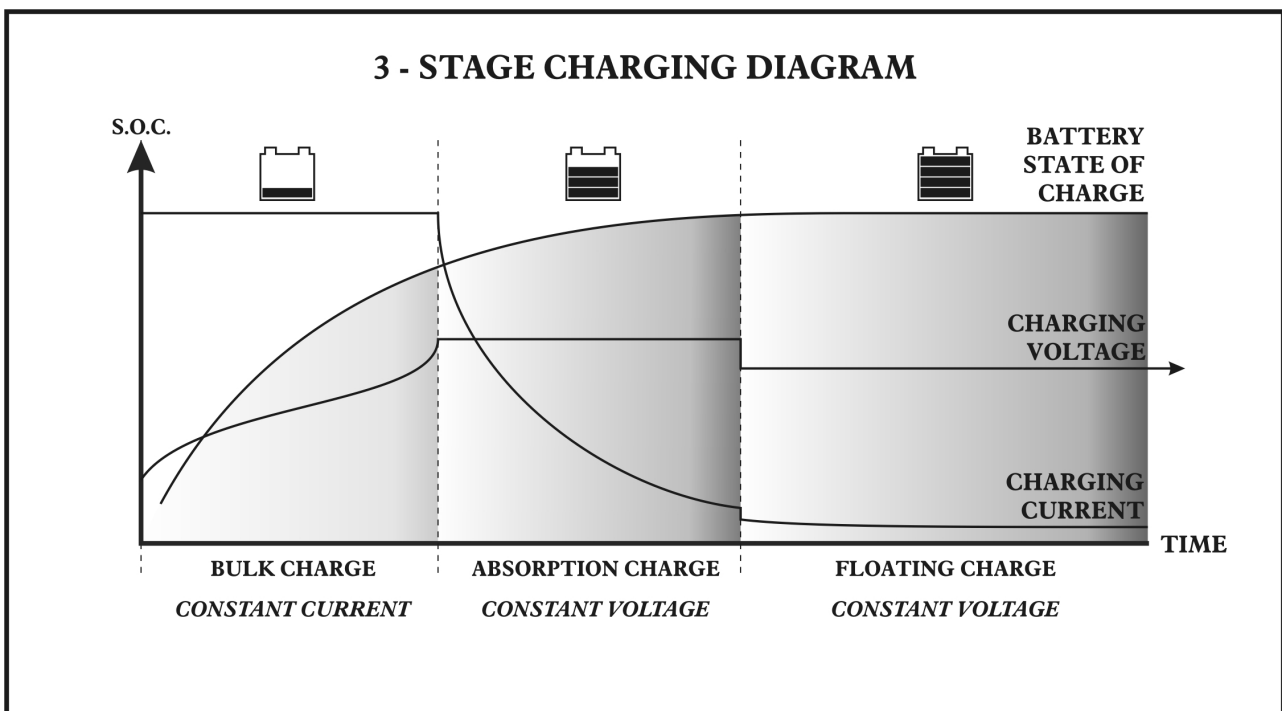 3 - STAGE CHARGING DIAGRAM
S.O.C.
BATTERY
STATE OF
CHARGE
CHARGING
VOLTAGE
CHARGING
CURRENT
TIME
BULK CHARGE
CONSTANT CURRENT
ABSORPTION CHARGE
CONSTANT VOLTAGE
FLOATING CHARGE
CONSTANT VOLTAGE